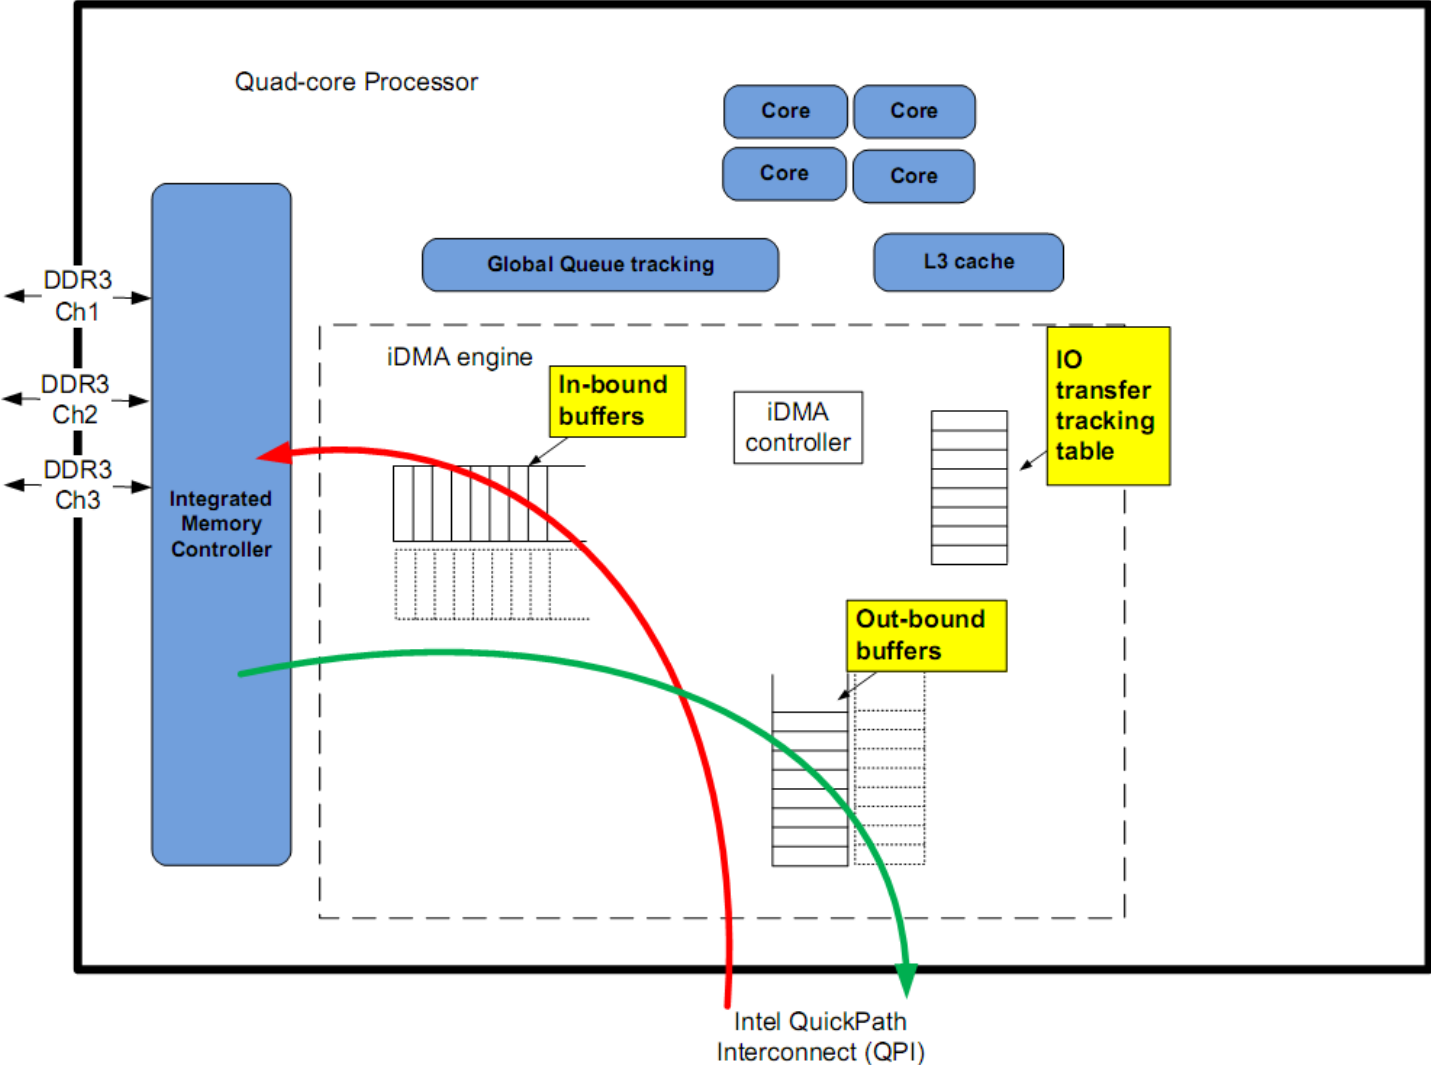 Quad-core Processor
Core
Core
Core
Core
Global Queue tracking
L3 cache
DDR3
Ch1
DDR3
Ch2
DDR3
Ch3
Integrated
Memory
Controller
iDMA engine
In-bound
buffers
iDMA
controller
IO
transfer
tracking
table
Out-bound
buffers
Intel QuickPath
Interconnect (QPI)